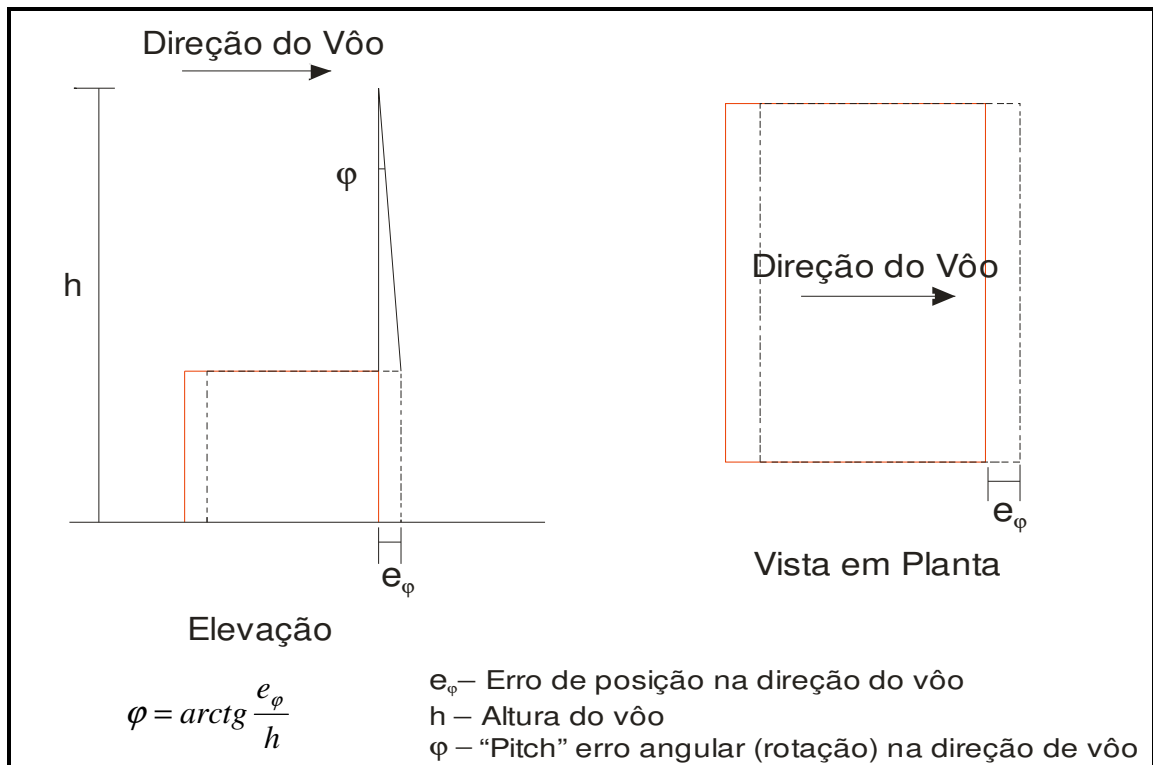 Direção do Vôo
φ
h
e_φ
Elevação
Direção do Vôo
e_φ
Vista em Planta
φ = arctg e_φ / h
e_φ – Erro de posição na direção do vôo
h – Altura do vôo
φ – “Pitch” erro angular (rotação) na direção de vôo